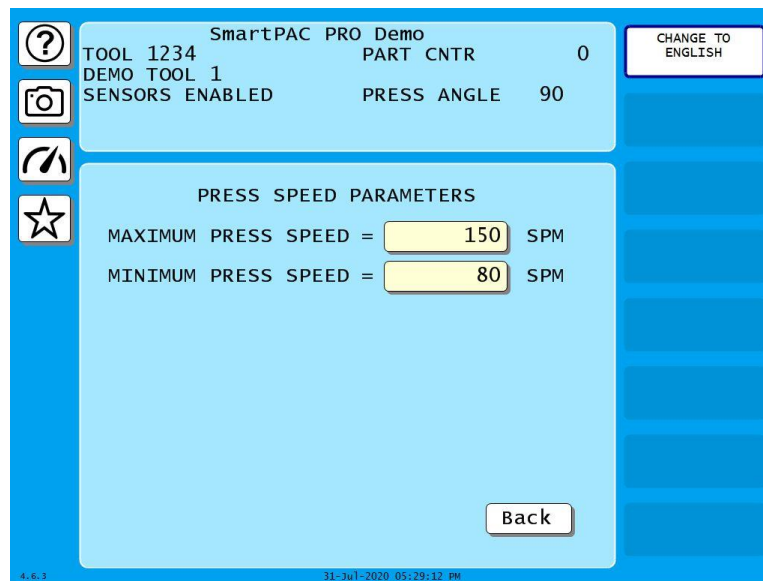 SmartPAC PRO Demo
TOOL 1234 PART CNTR 0
DEMO TOOL 1
SENSORS ENABLED PRESS ANGLE 90
CHANGE TO
ENGLISH
PRESS SPEED PARAMETERS
MAXIMUM PRESS SPEED = 150 SPM
MINIMUM PRESS SPEED = 80 SPM
Back
4.6.3
31-Jul-2020 05:29:12 PM